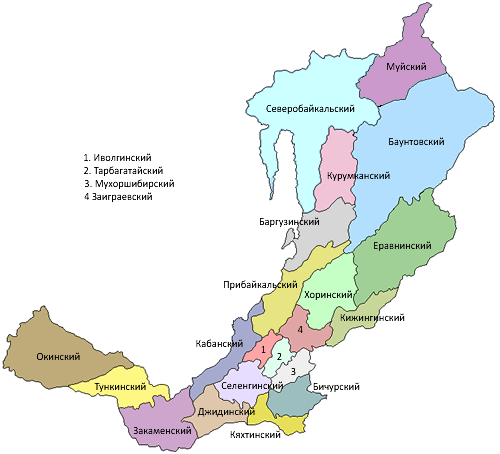 Муйский
Северобайкальский
Баунтовский
1. Иволгинский
2. Тарбагатайский
3. Мухоршибирский
4 Заиграевский
Курумканский
Баргузинский
Еравнинский
Прибайкальский
Хоринский
Кижингинский
4
Кабанский
1
2
Окинский
3
Тункинский
Селенгинский
Бичурский
Джидинский
Закаменский
Кяхтинский